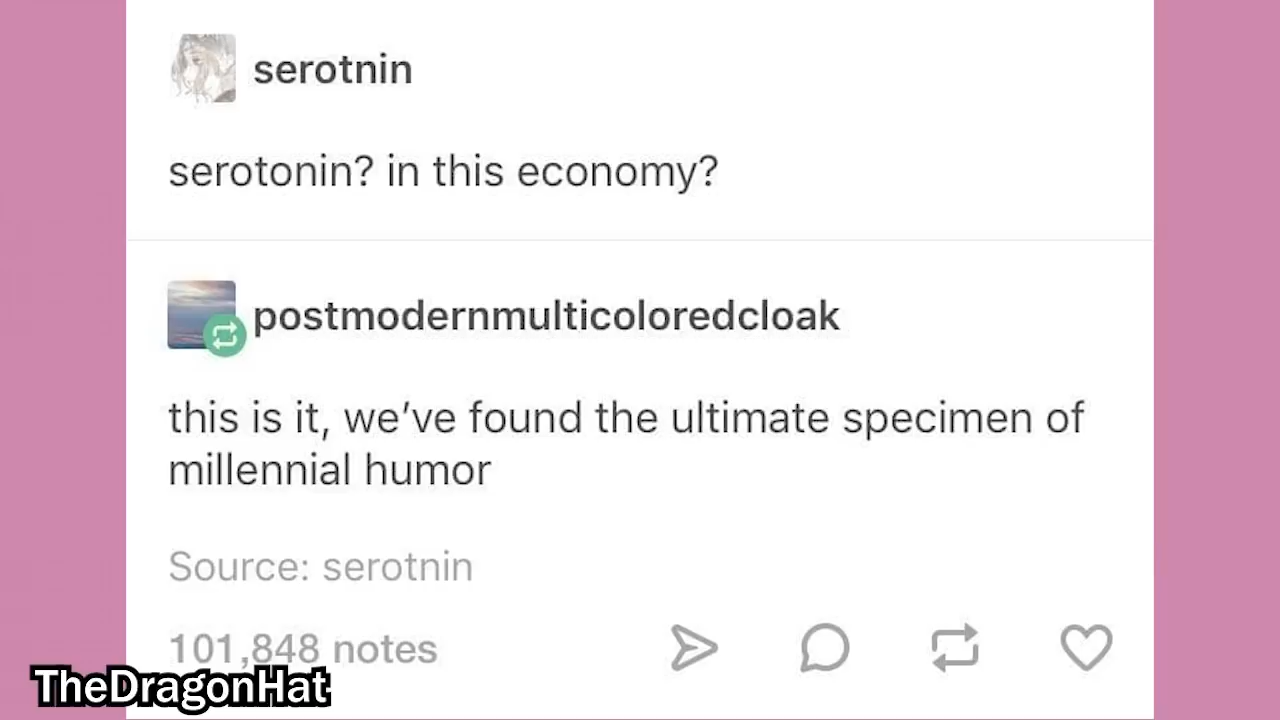 serotnin
serotonin? in this economy?
postmodernmulticoloredcloak
this is it, we've found the ultimate specimen of
millennial humor
Source: serotnin
101,848 notes
TheDragonHat